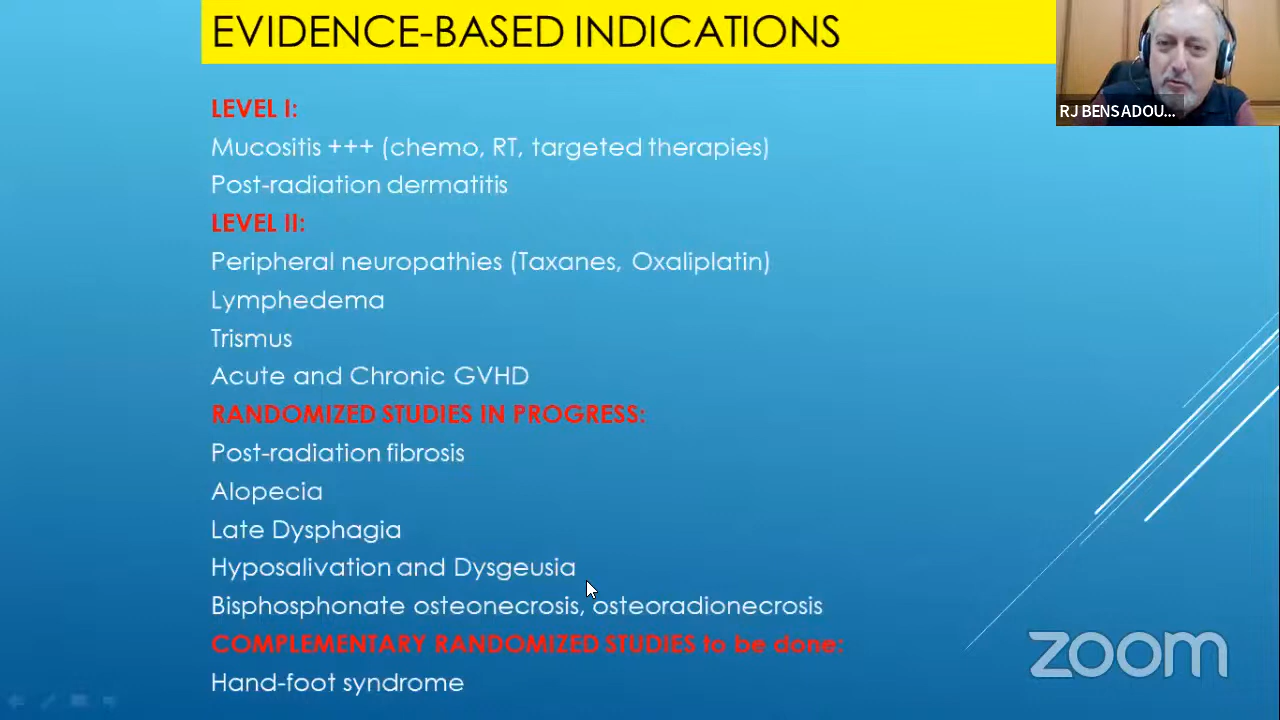 EVIDENCE-BASED INDICATIONS
RJ BENSADOU...
LEVEL I:
Mucositis +++ (chemo, RT, targeted therapies)
Post-radiation dermatitis
LEVEL II:
Peripheral neuropathies (Taxanes, Oxaliplatin)
Lymphedema
Trismus
Acute and Chronic GVHD
RANDOMIZED STUDIES IN PROGRESS:
Post-radiation fibrosis
Alopecia
Late Dysphagia
Hyposalivation and Dysgeusia
Bisphosphonate osteonecrosis, osteoradionecrosis
COMPLEMENTARY RANDOMIZED STUDIES to be done:
Hand-foot syndrome
zoom